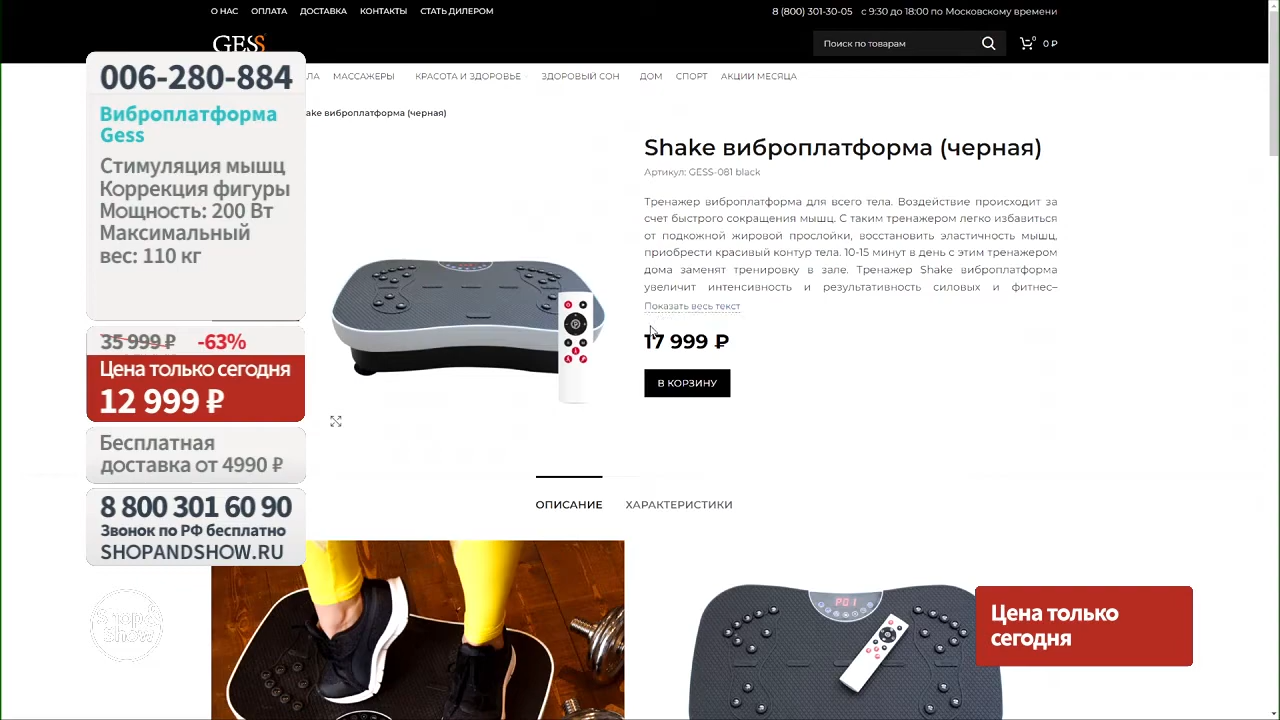 О НАС ОПЛАТА ДОСТАВКА КОНТАКТЫ СТАТЬ ДИЛЕРОМ
8 (800) 301-30-05 с 9:30 до 18:00 по Московскому времени
GESS
Поиск по товарам
0
0 ₽
ЛА МАССАЖЕРЫ КРАСОТА И ЗДОРОВЬЕ ЗДОРОВЫЙ СОН ДОМ СПОРТ АКЦИИ МЕСЯЦА
ake виброплатформа (черная)
006-280-884
Виброплатформа
Gess
Стимуляция мышц
Коррекция фигуры
Мощность: 200 Вт
Максимальный
вес: 110 кг
35 999 ₽ -63%
Цена только сегодня
12 999 ₽
Бесплатная
доставка от 4990 ₽
8 800 301 60 90
Звонок по РФ бесплатно
SHOPANDSHOW.RU
Shop&
Show
Shake виброплатформа (черная)
Артикул: GESS-081 black
Тренажер виброплатформа для всего тела. Воздействие происходит за
счет быстрого сокращения мышц. С таким тренажером легко избавиться
от подкожной жировой прослойки, восстановить эластичность мышц,
приобрести красивый контур тела. 10-15 минут в день с этим тренажером
дома заменят тренировку в зале. Тренажер Shake виброплатформа
увеличит интенсивность и результативность силовых и фитнес–
Показать весь текст
17 999 ₽
В КОРЗИНУ
ОПИСАНИЕ ХАРАКТЕРИСТИКИ
P01
Цена только
сегодня